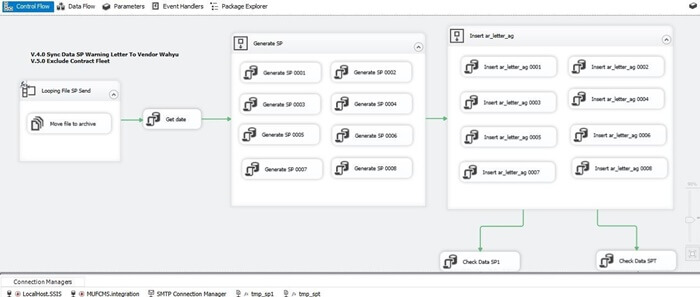 Control Flow Data Flow Parameters Event Handlers Package Explorer
V.4.0 Sync Data SP Warning Letter To Vendor Wahyu
V.5.0 Exclude Contract Fleet
Looping File SP Send
Move file to archive
Get date
Generate SP
Generate SP 0001 Generate SP 0002
Generate SP 0003 Generate SP 0004
Generate SP 0005 Generate SP 0006
Generate SP 0007 Generate SP 0008
Insert ar_letter_ag
Insert ar_letter_ag 0001 Insert ar_letter_ag 0002
Insert ar_letter_ag 0003 Insert ar_letter_ag 0004
Insert ar_letter_ag 0005 Insert ar_letter_ag 0006
Insert ar_letter_ag 0007 Insert ar_letter_ag 0008
Check Data SP1 Check Data SPT
Connection Managers
LocalHost.SSIS MUFCMS.integration SMTP Connection Manager tmp_sp1 tmp_spt